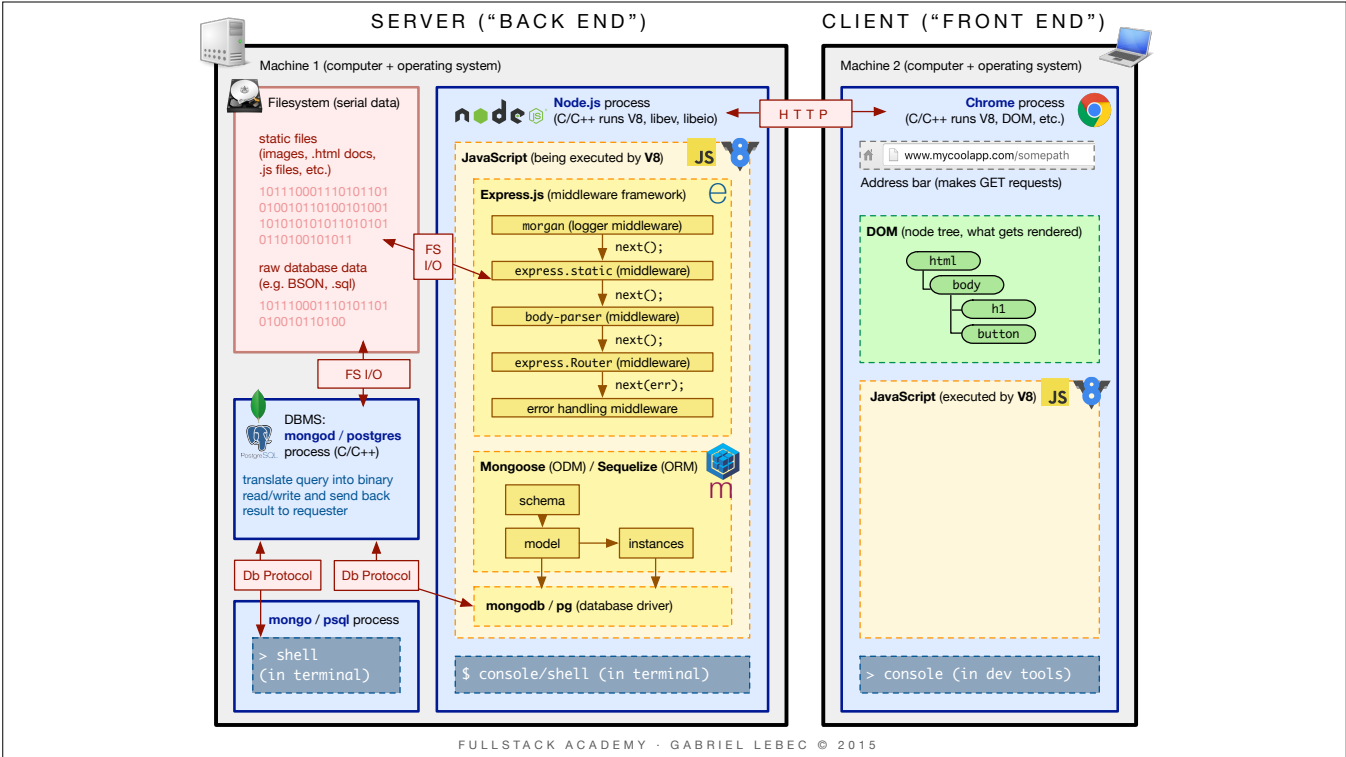 SERVER (“BACK END”)
CLIENT (“FRONT END”)
Machine 1 (computer + operating system)
Filesystem (serial data)
static files
(images, .html docs,
.js files, etc.)
1011100011101011​01
010010110100101001
101010101011010101
0110100101011
raw database data
(e.g. BSON, .sql)
101110001110101101
010010110100
FS I/O
DBMS:
mongod / postgres
process (C/C++)
PostgreSQL
translate query into binary
read/write and send back
result to requester
Db Protocol
Db Protocol
mongo / psql process
> shell
(in terminal)
FS
I/O
node JS
Node.js process
(C/C++ runs V8, libev, libeio)
JavaScript (being executed by V8)
JS
8
Express.js (middleware framework)
e
morgan (logger middleware)
next();
express.static (middleware)
next();
body-parser (middleware)
next();
express.Router (middleware)
next(err);
error handling middleware
Mongoose (ODM) / Sequelize (ORM)
m
schema
model
instances
mongodb / pg (database driver)
$ console/shell (in terminal)
HTTP
Machine 2 (computer + operating system)
Chrome process
(C/C++ runs V8, DOM, etc.)
www.mycoolapp.com/somepath
Address bar (makes GET requests)
DOM (node tree, what gets rendered)
html
body
h1
button
JavaScript (executed by V8)
JS
8
> console (in dev tools)
FULLSTACK ACADEMY · GABRIEL LEBEC © 2015